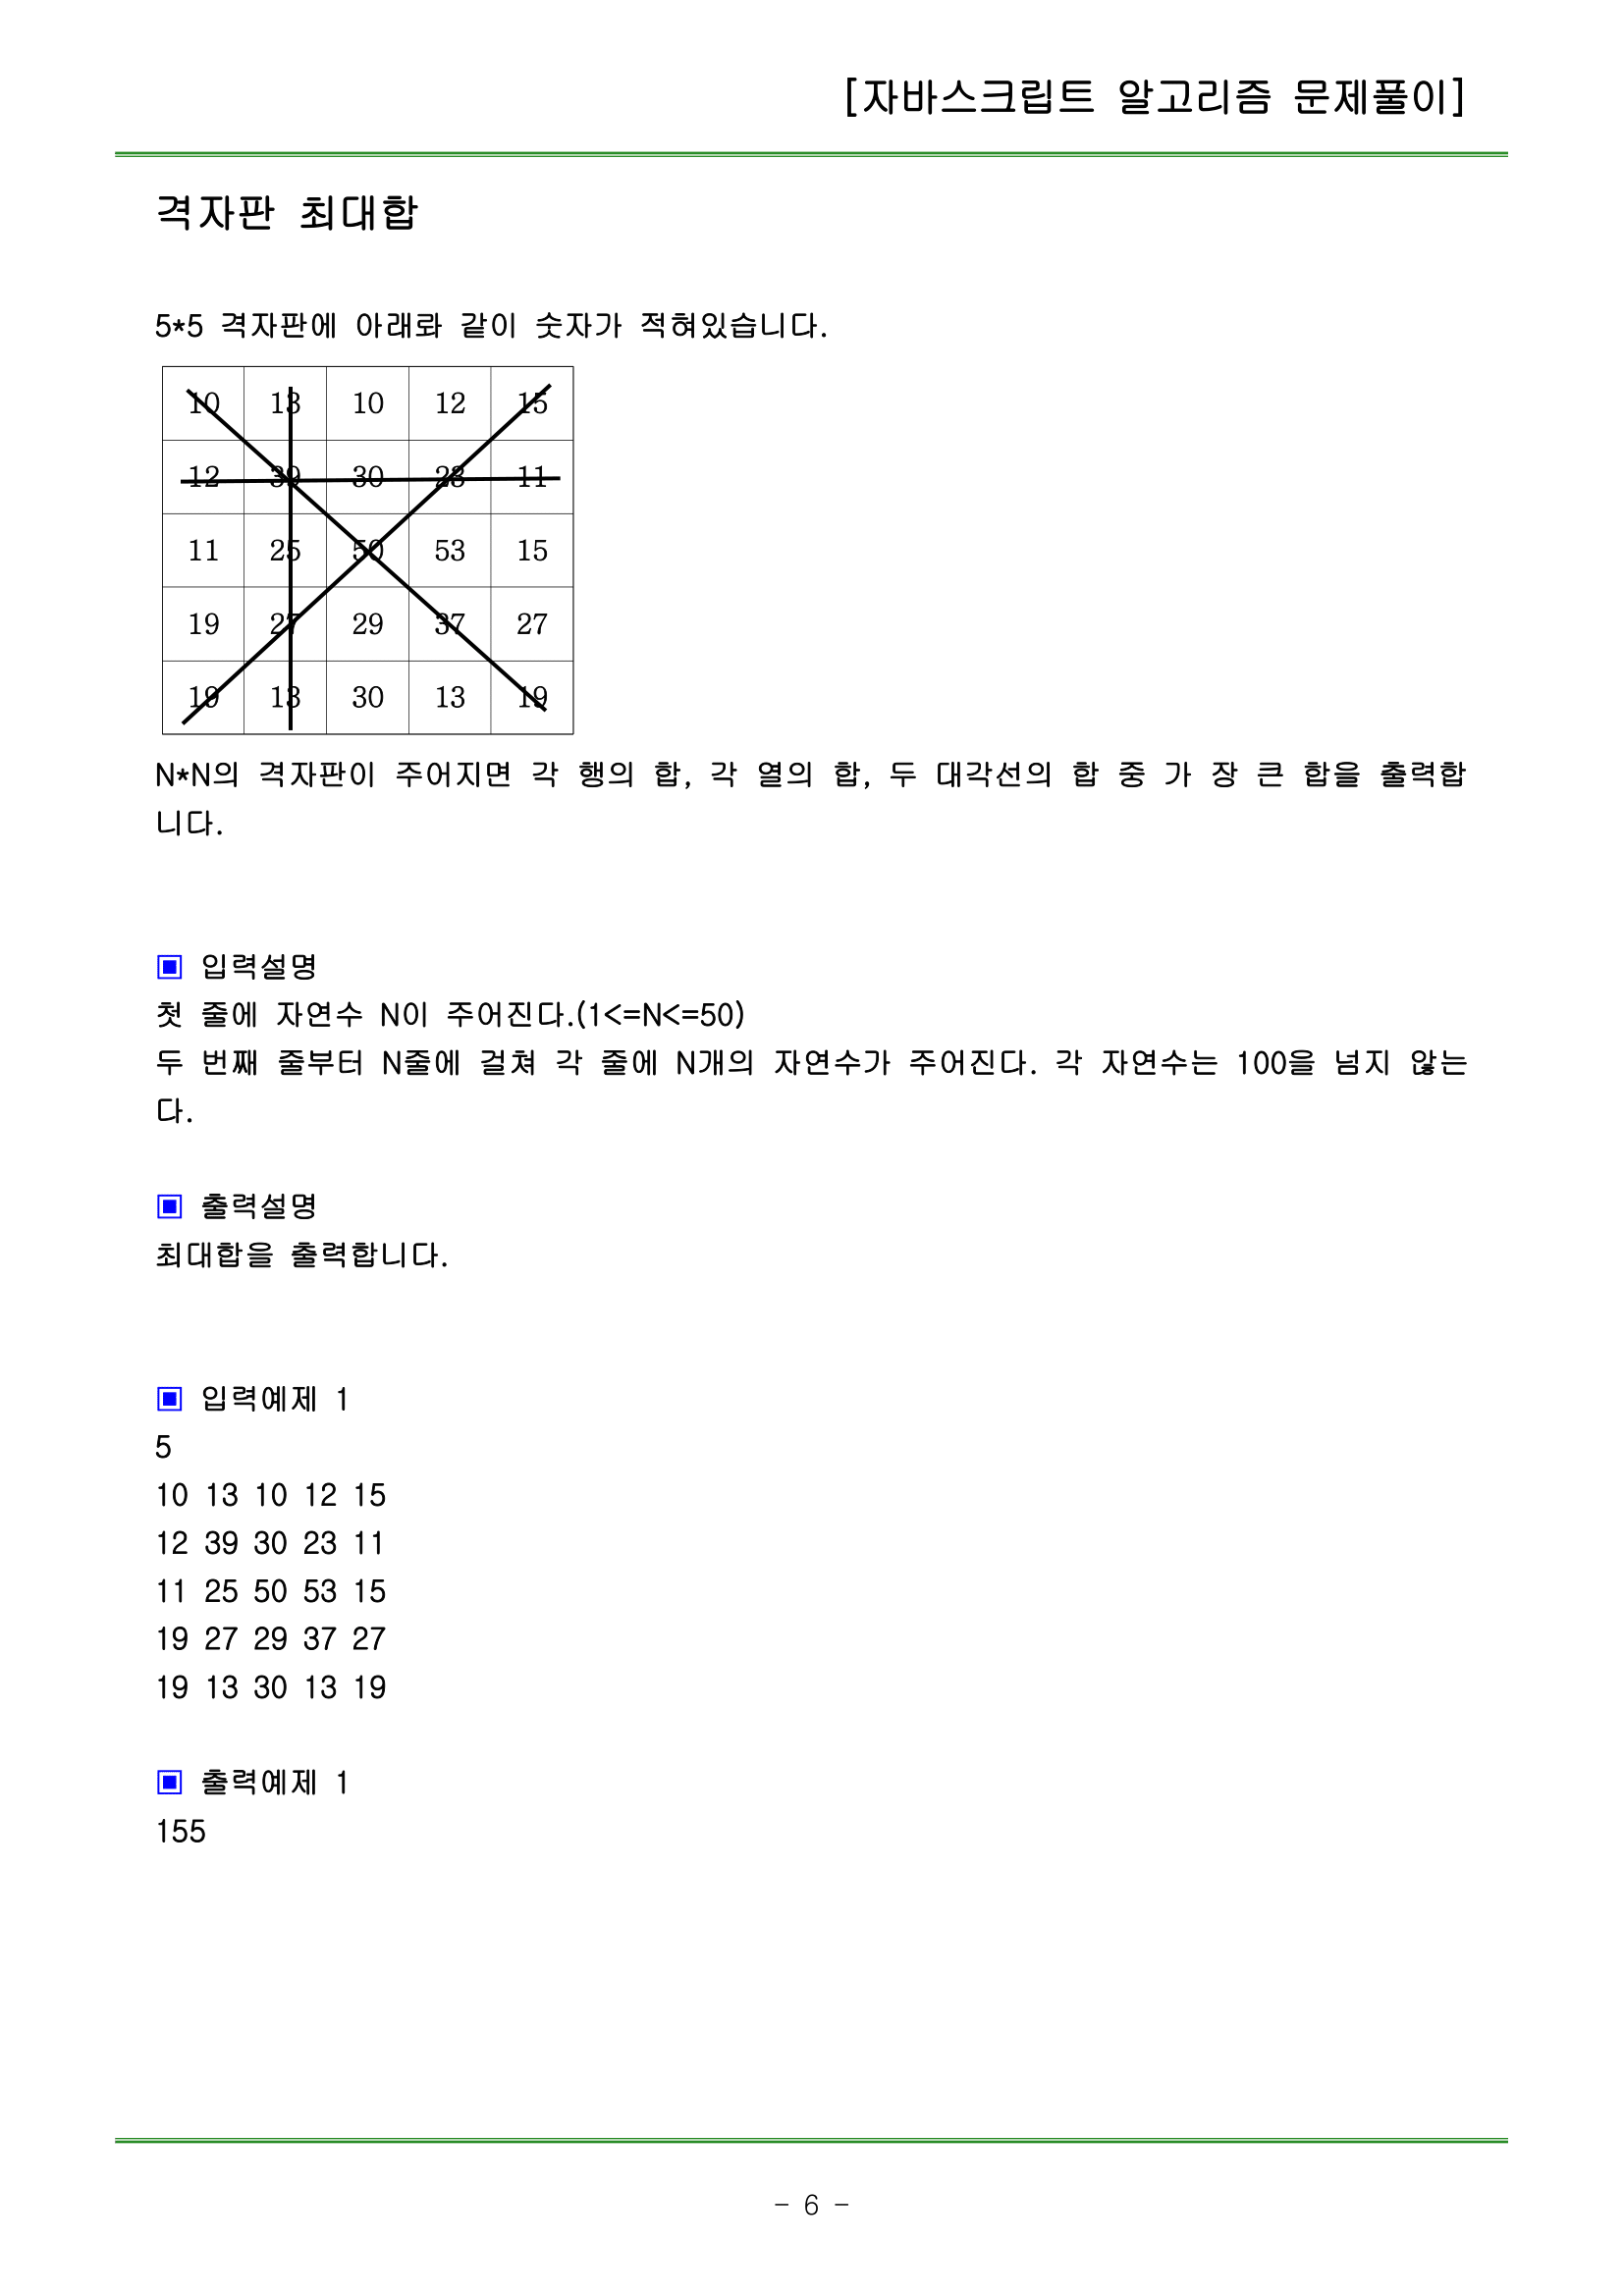 [자바스크립트 알고리즘 문제풀이]
격자판 최대합
5*5 격자판에 아래롸 같이 숫자가 적혀있습니다.
10 13 10 12 15
12 39 30 23 11
11 25 50 53 15
19 27 29 37 27
19 13 30 13 19
N*N의 격자판이 주어지면 각 행의 합, 각 열의 합, 두 대각선의 합 중 가 장 큰 합을 출력합
니다.
▣ 입력설명
첫 줄에 자연수 N이 주어진다.(1<=N<=50)
두 번째 줄부터 N줄에 걸쳐 각 줄에 N개의 자연수가 주어진다. 각 자연수는 100을 넘지 않는
다.
▣ 출력설명
최대합을 출력합니다.
▣ 입력예제 1
5
10 13 10 12 15
12 39 30 23 11
11 25 50 53 15
19 27 29 37 27
19 13 30 13 19
▣ 출력예제 1
155
- 6 -